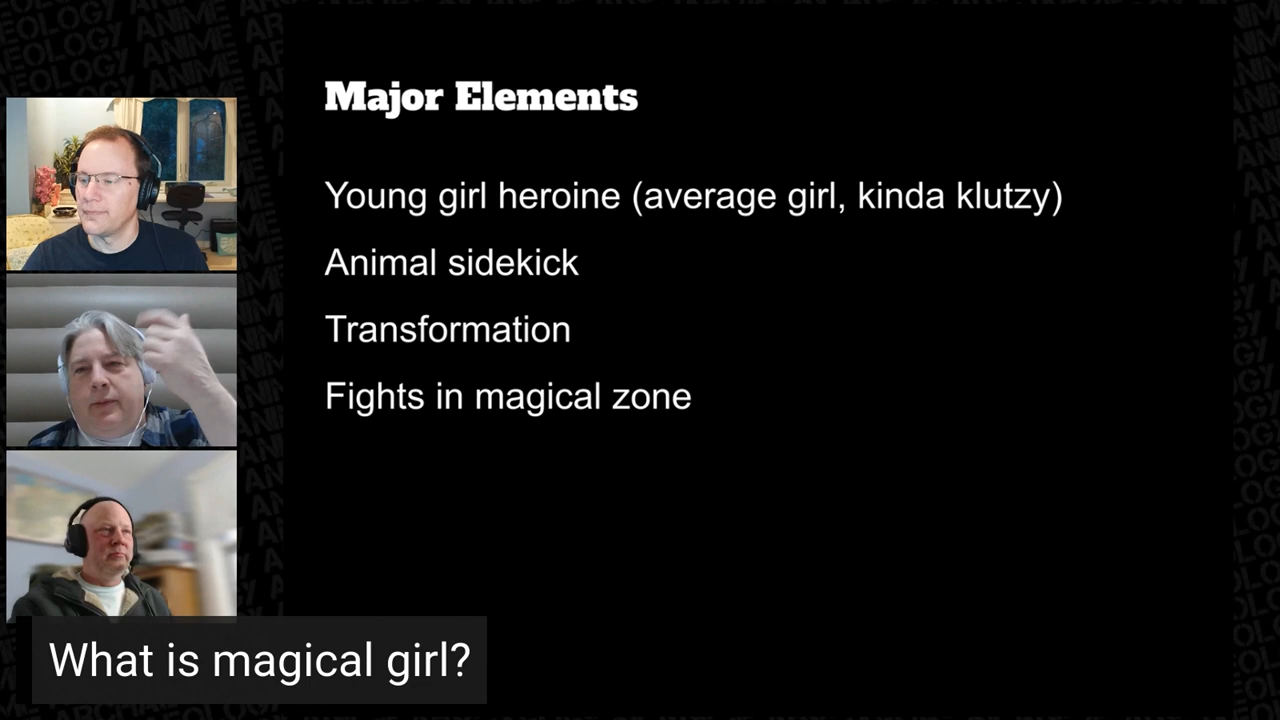 Major Elements
Young girl heroine (average girl, kinda klutzy)
Animal sidekick
Transformation
Fights in magical zone
What is magical girl?